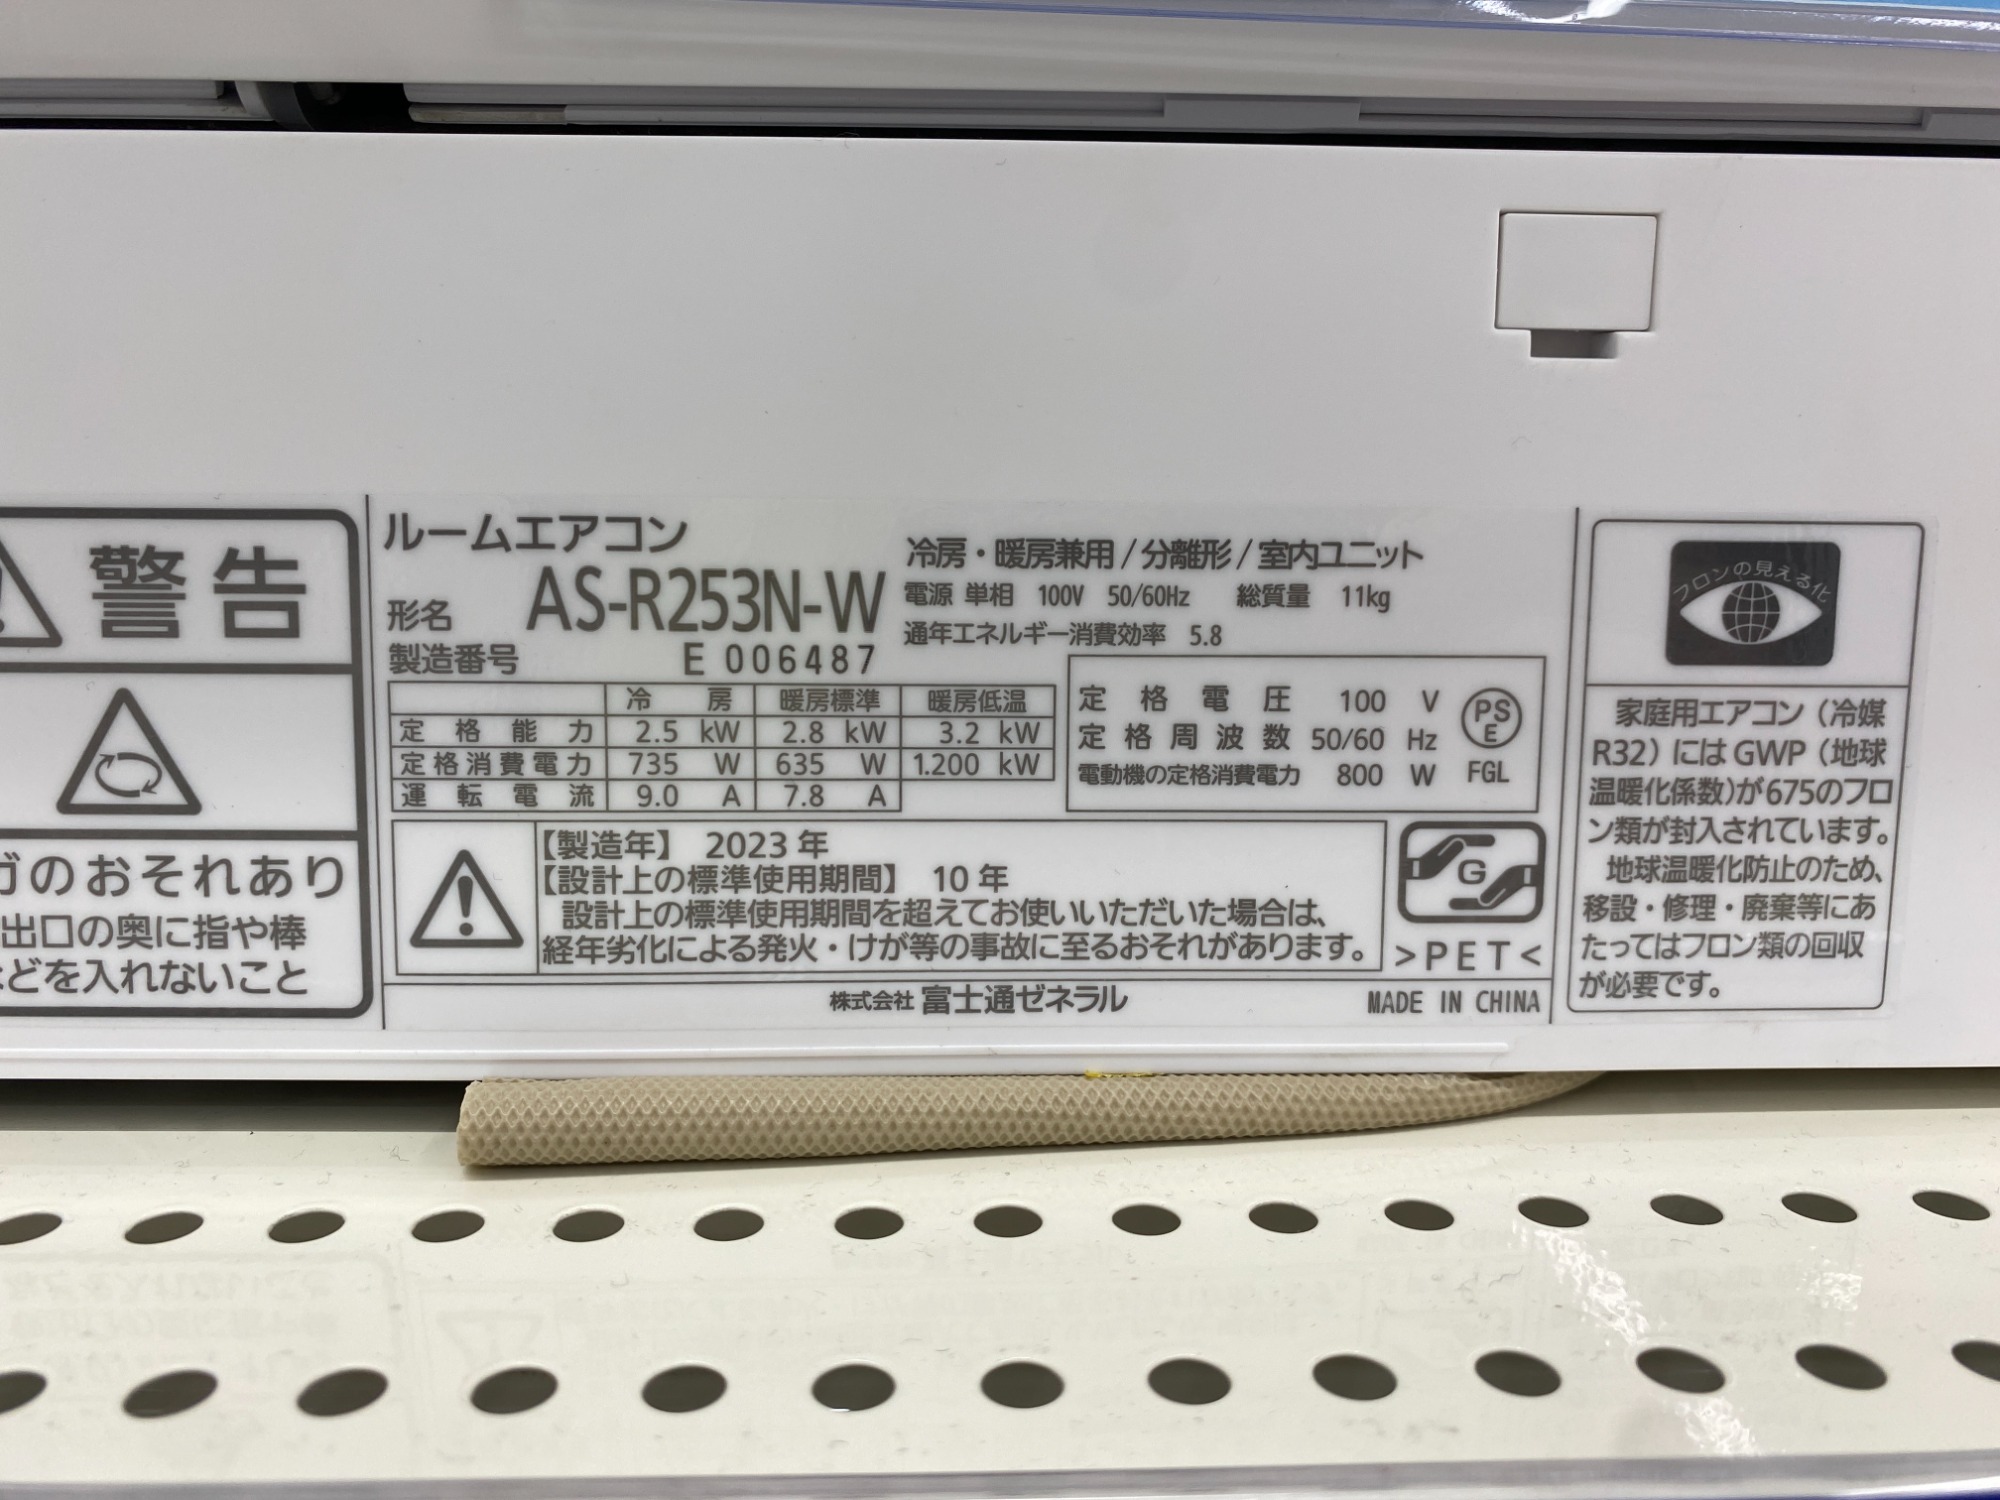 警告
ガのおそれあり
出口の奥に指や棒
などを入れないこと
ルームエアコン
形名 AS-R253N-W
製造番号 E 006487
冷房・暖房兼用/分離形/室内ユニット
電源 単相 100V 50/60Hz 総質量 11kg
通年エネルギー消費効率 5.8
冷房 暖房標準 暖房低温
定格能力 2.5 kW 2.8 kW 3.2 kW
定格消費電力 735 W 635 W 1.200 kW
運転電流 9.0 A 7.8 A
定格電圧 100 V
定格周波数 50/60 Hz
電動機の定格消費電力 800 W
PS
E
FGL
【製造年】 2023 年
【設計上の標準使用期間】 10 年
設計上の標準使用期間を超えてお使いいただいた場合は、
経年劣化による発火・けが等の事故に至るおそれがあります。
G
>PET<
株式会社 富士通ゼネラル
MADE IN CHINA
フロンの見える化
家庭用エアコン（冷媒
R32）にはGWP（地球
温暖化係数)が675のフロ
ン類が封入されています。
地球温暖化防止のため、
移設・修理・廃棄等にあ
たってはフロン類の回収
が必要です。